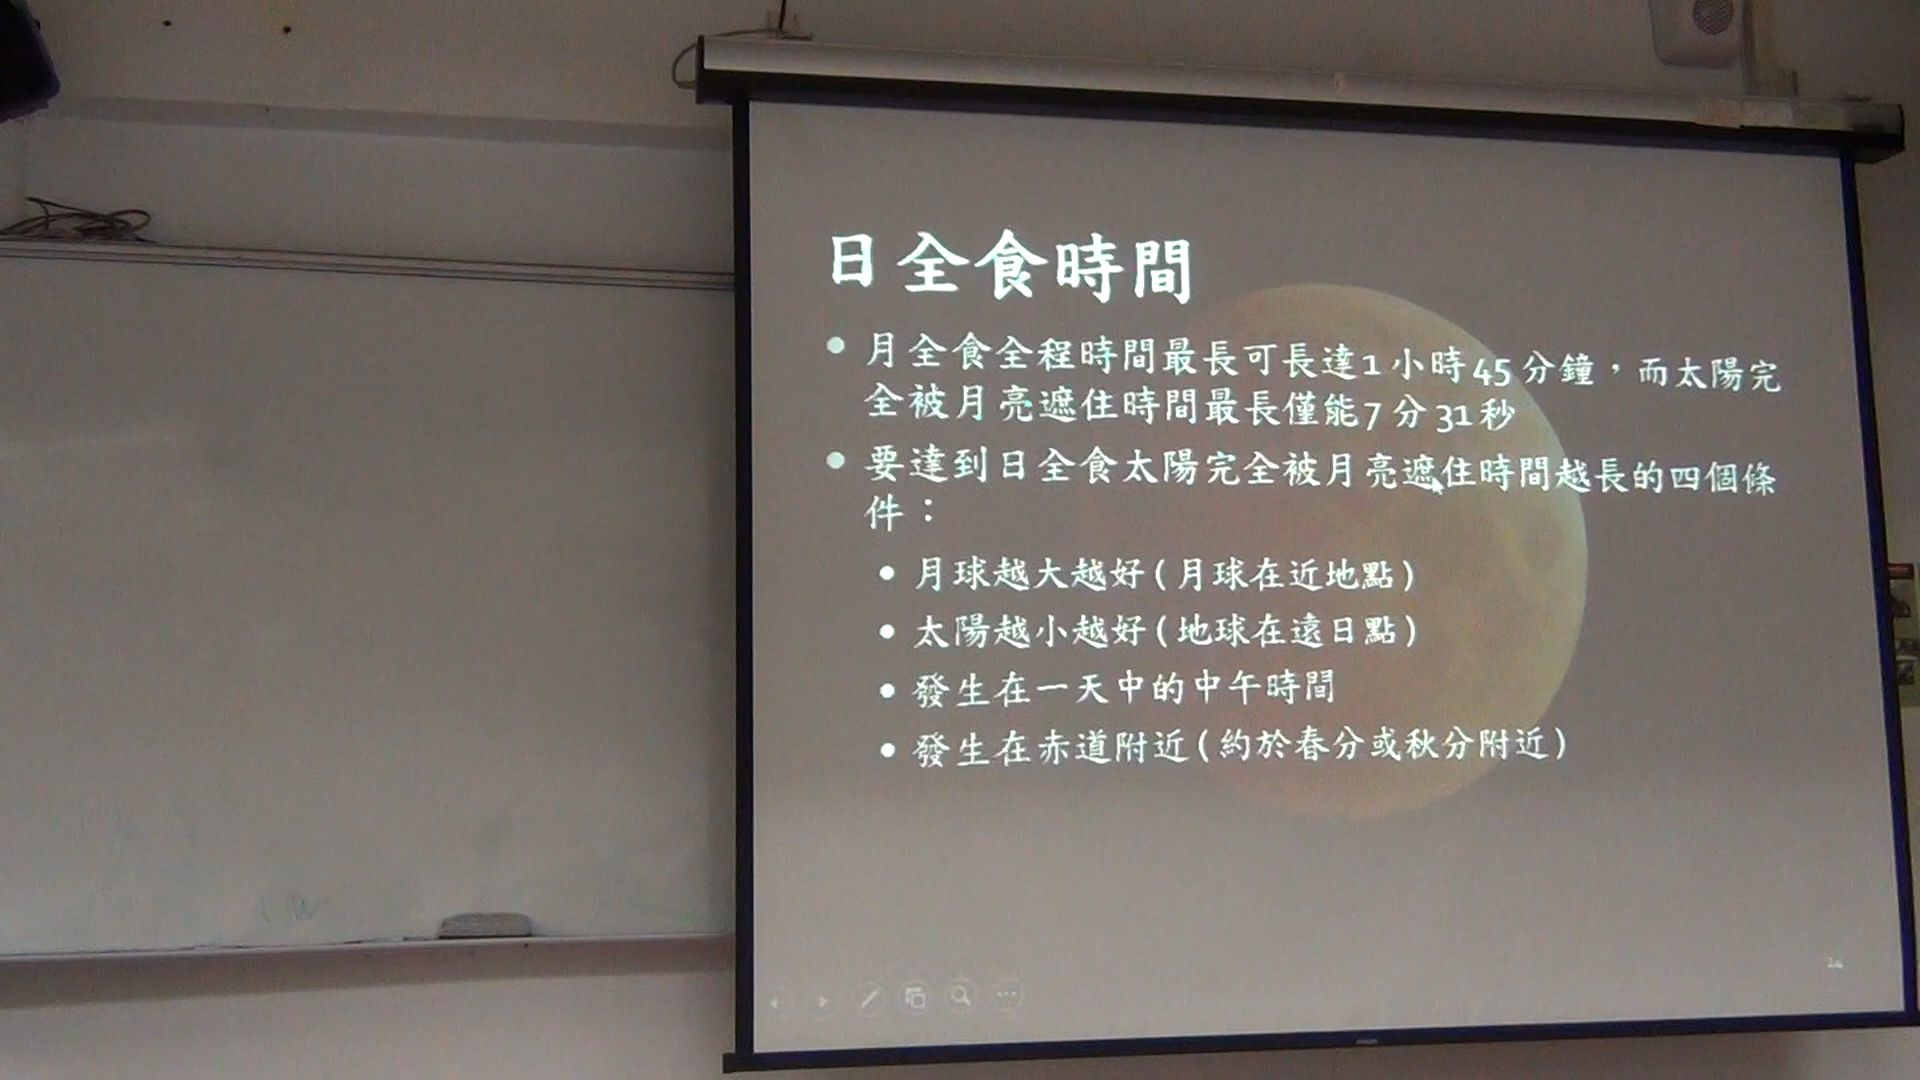 日全食時間
• 月全食全程時間最長可長達1小時45分鐘，而太陽完
全被月亮遮住時間最長僅能7分31秒
• 要達到日全食太陽完全被月亮遮住時間越長的四個條
件：
• 月球越大越好(月球在近地點)
• 太陽越小越好(地球在遠日點)
• 發生在一天中的中午時間
• 發生在赤道附近(約於春分或秋分附近)